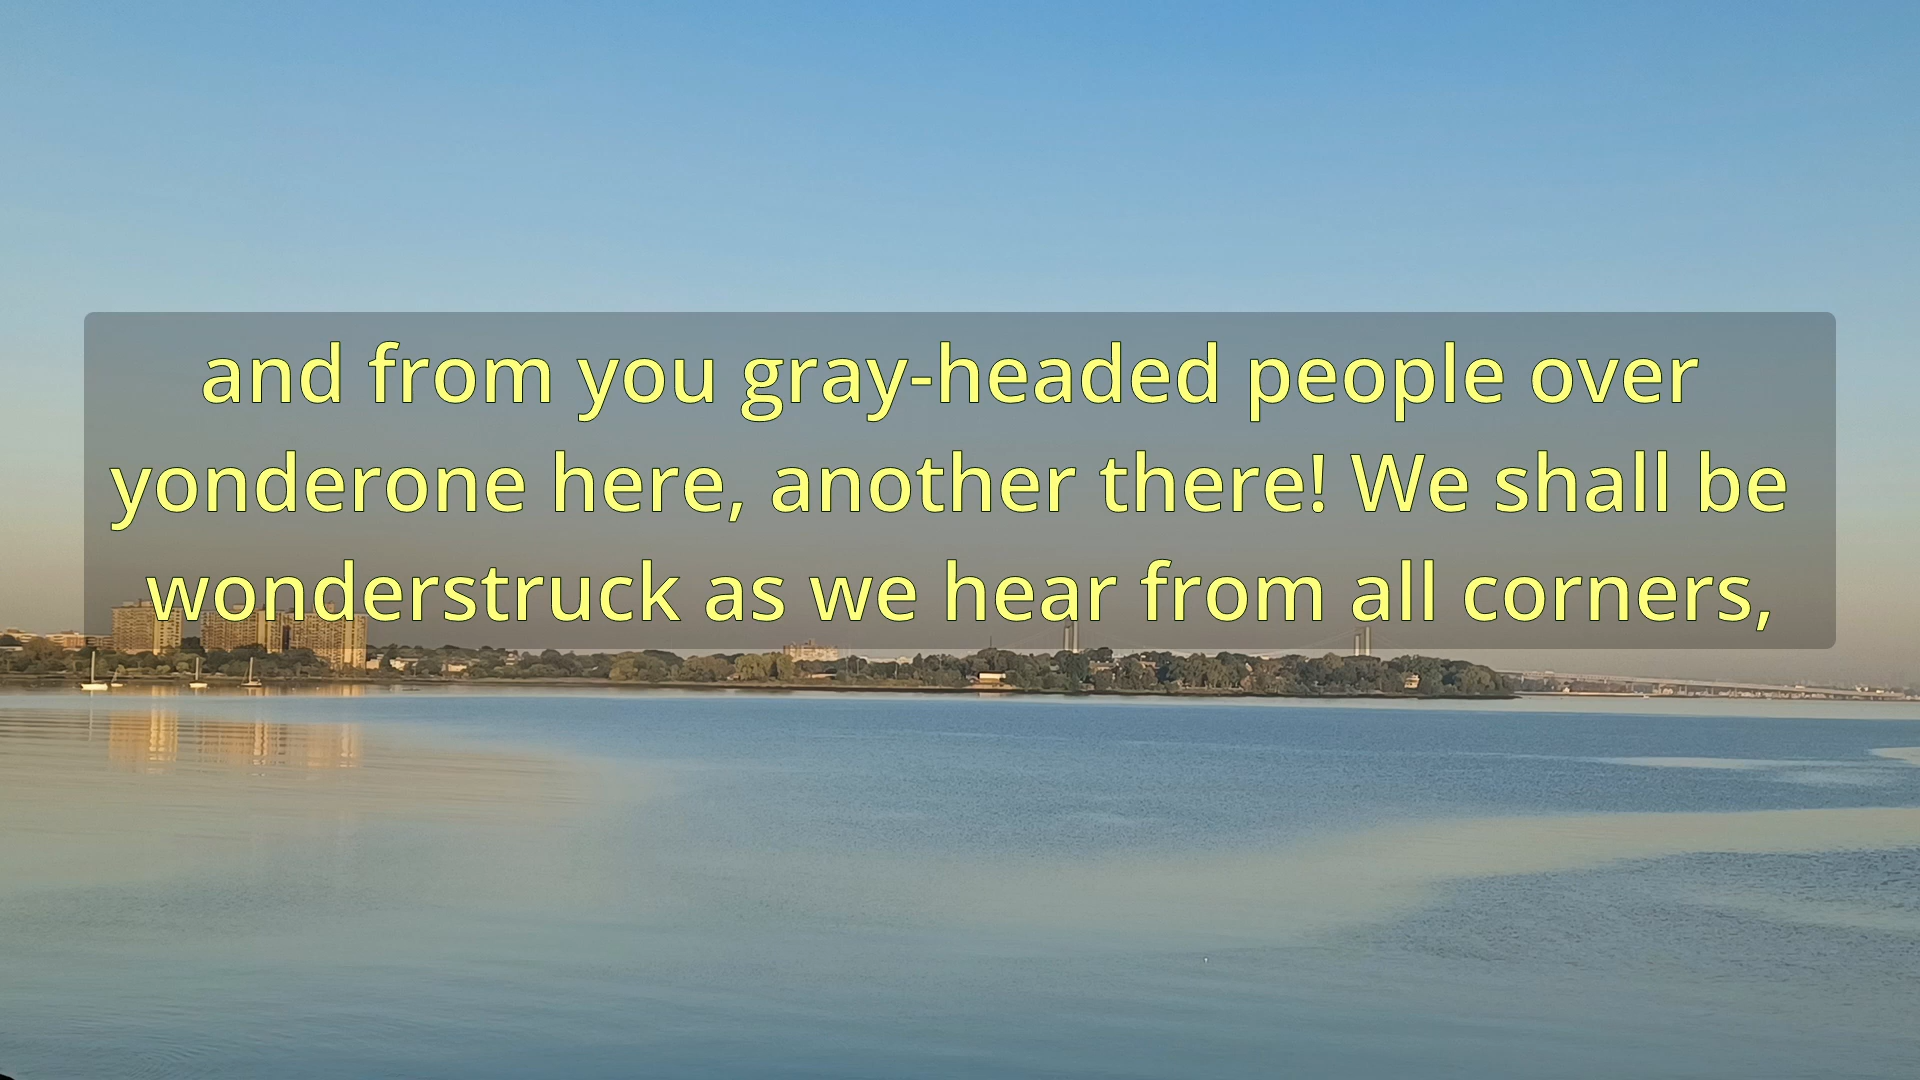 and from you gray-headed people over
yonderone here, another there! We shall be
wonderstruck as we hear from all corners,